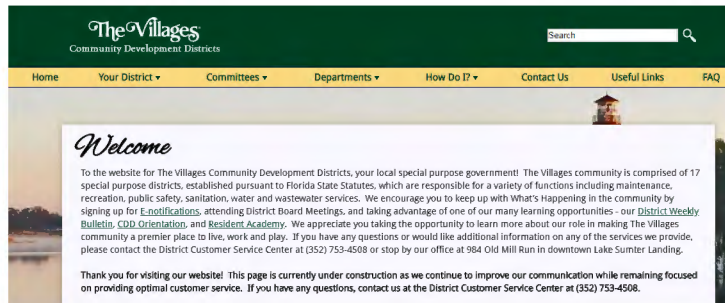 The Villages
Community Development Districts
Search
Home Your District ▾ Committees ▾ Departments ▾ How Do I? ▾ Contact Us Useful Links FAQ
Welcome
To the website for The Villages Community Development Districts, your local special purpose government! The Villages community is comprised of 17
special purpose districts, established pursuant to Florida State Statutes, which are responsible for a variety of functions including maintenance,
recreation, public safety, sanitation, water and wastewater services. We encourage you to keep up with What's Happening in the community by
signing up for E-notifications, attending District Board Meetings, and taking advantage of one of our many learning opportunities - our District Weekly
Bulletin, CDD Orientation, and Resident Academy. We appreciate you taking the opportunity to learn more about our role in making The Villages
community a premier place to live, work and play. If you have any questions or would like additional information on any of the services we provide,
please contact the District Customer Service Center at (352) 753-4508 or stop by our office at 984 Old Mill Run in downtown Lake Sumter Landing.
Thank you for visiting our website! This page is currently under construction as we continue to improve our communication while remaining focused
on providing optimal customer service. If you have any questions, contact us at the District Customer Service Center at (352) 753-4508.